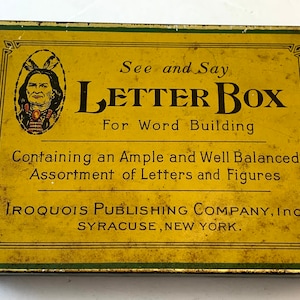 See and Say
LETTER BOX
For Word Building
Containing an Ample and Well Balanced
Assortment of Letters and Figures
IROQUOIS PUBLISHING COMPANY, INC
SYRACUSE, NEW YORK.